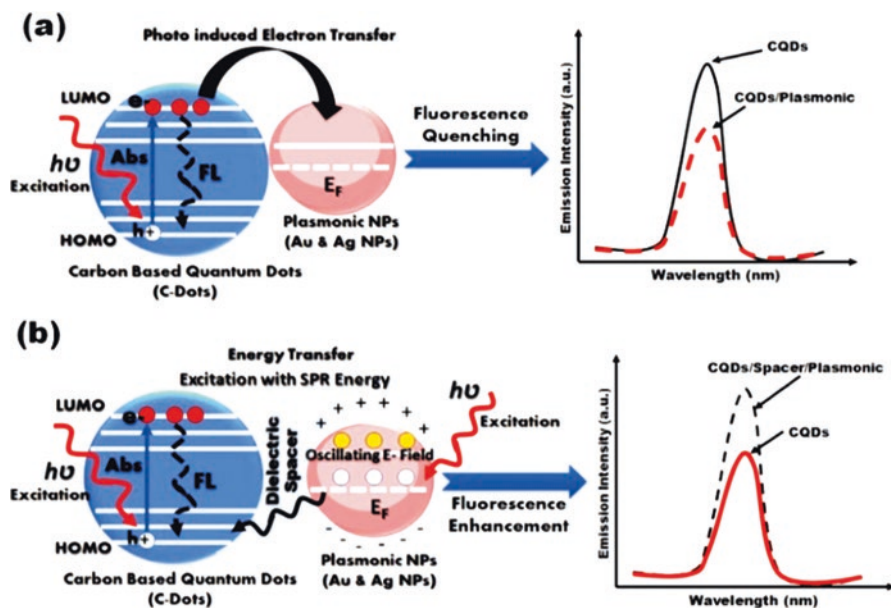 (a)
Photo induced Electron Transfer
LUMO
e-
hυ
Excitation
Abs
FL
HOMO
h+
Carbon Based Quantum Dots
(C-Dots)
EF
Plasmonic NPs
(Au & Ag NPs)
Fluorescence
Quenching
Emission Intensity (a.u.)
CQDs
CQDs/Plasmonic
Wavelength (nm)
(b)
Energy Transfer
Excitation with SPR Energy
LUMO
e-
hυ
Excitation
Abs
FL
HOMO
h+
Carbon Based Quantum Dots
(C-Dots)
Dielectric
Spacer
+ + + + + +
Oscillating E- Field
EF
- - - - - -
Plasmonic NPs
(Au & Ag NPs)
hυ
Excitation
Fluorescence
Enhancement
Emission Intensity (a.u.)
CQDs/Spacer/Plasmonic
CQDs
Wavelength (nm)